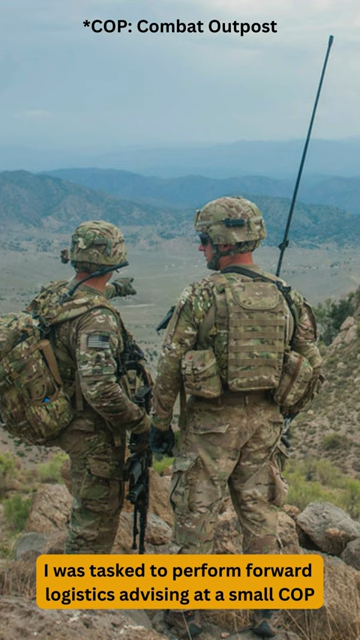 *COP: Combat Outpost
I was tasked to perform forward
logistics advising at a small COP